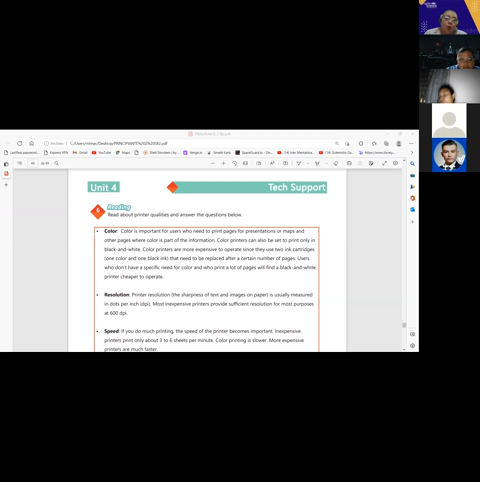 C:/Users/
Gmail
YouTube
Maps
Unit 4
Tech Support
Reading
Read about printer qualities and answer the questions below.
• Color: Color is important for users who need to print pages for presentations or maps and
other pages where color is part of the information. Color printers can also be set to print only in
black-and-white. Color printers are more expensive to operate since they use two ink cartridges
(one color and one black ink) that need to be replaced after a certain number of pages. Users
who don't have a specific need for color and who print a lot of pages will find a black-and-white
printer cheaper to operate.
• Resolution: Printer resolution (the sharpness of text and images on paper) is usually measured
in dots per inch (dpi). Most inexpensive printers provide sufficient resolution for most purposes
at 600 dpi.
• Speed: If you do much printing, the speed of the printer becomes important. Inexpensive
printers print only about 3 to 6 sheets per minute. Color printing is slower. More expensive
printers are much faster.